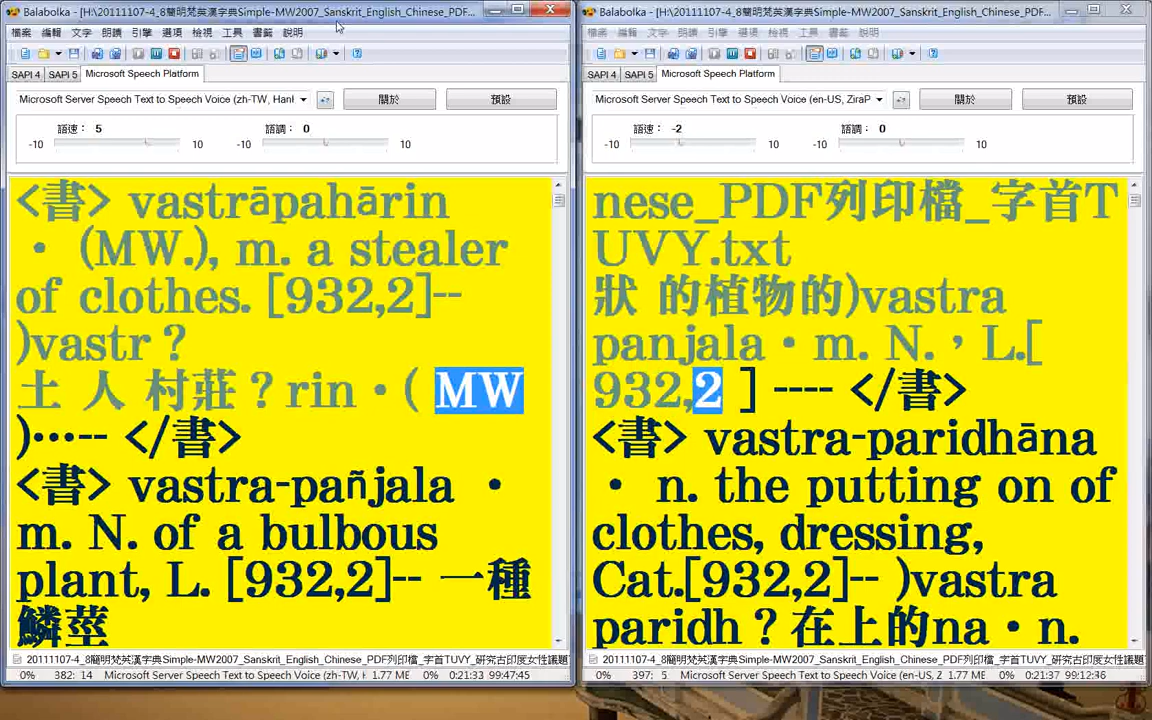 Balabolka - [H:\20111107-4_8簡明梵英漢字典Simple-MW2007_Sanskrit_English_Chinese_PDF...
檔案 編輯 文字 朗讀 引擎 選項 檢視 工具 書籤 說明
SAPI 4 SAPI 5 Microsoft Speech Platform
Microsoft Server Speech Text to Speech Voice (zh-TW, Hanl 關於 預設
語速： 5 語調： 0
-10 10 -10 10
<書> vastrāpahārin
• (MW.), m. a stealer
of clothes. [932,2]--
)vastr？
土 人 村莊？rin•( MW
)…-- </書>
<書> vastra-pañjala •
m. N. of a bulbous
plant, L. [932,2]-- 一種
鱗莖
20111107-4_8簡明梵英漢字典Simple-MW2007_Sanskrit_English_Chinese_PDF列印檔_字首TUVY_研究古印度女性議題
0% 382: 14 Microsoft Server Speech Text to Speech Voice (zh-TW, H 1.77 ME 0% 0:21:33 99:47:45
Balabolka - [H:\20111107-4_8簡明梵英漢字典Simple-MW2007_Sanskrit_English_Chinese_PDF...
檔案 編輯 文字 朗讀 引擎 選項 檢視 工具 書籤 說明
SAPI 4 SAPI 5 Microsoft Speech Platform
Microsoft Server Speech Text to Speech Voice (en-US, ZiraP 關於 預設
語速： -2 語調： 0
-10 10 -10 10
nese_PDF列印檔_字首T
UVY.txt
狀 的植物的)vastra
panjala•m. N.，L.[
932,2 ] ---- </書>
<書> vastra-paridhāna
• n. the putting on of
clothes, dressing,
Cat.[932,2]-- )vastra
paridh？在上的na•n.
20111107-4_8簡明梵英漢字典Simple-MW2007_Sanskrit_English_Chinese_PDF列印檔_字首TUVY_研究古印度女性議題
0% 397: 5 Microsoft Server Speech Text to Speech Voice (en-US, Z 1.77 ME 0% 0:21:37 99:12:36